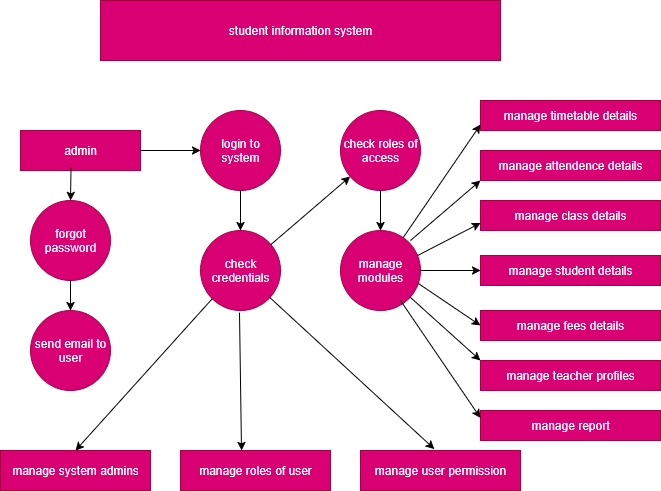 student information system
admin
login to
system
check roles of
access
forgot
password
check
credentials
manage
modules
send email to
user
manage timetable details
manage attendence details
manage class details
manage student details
manage fees details
manage teacher profiles
manage report
manage system admins
manage roles of user
manage user permission